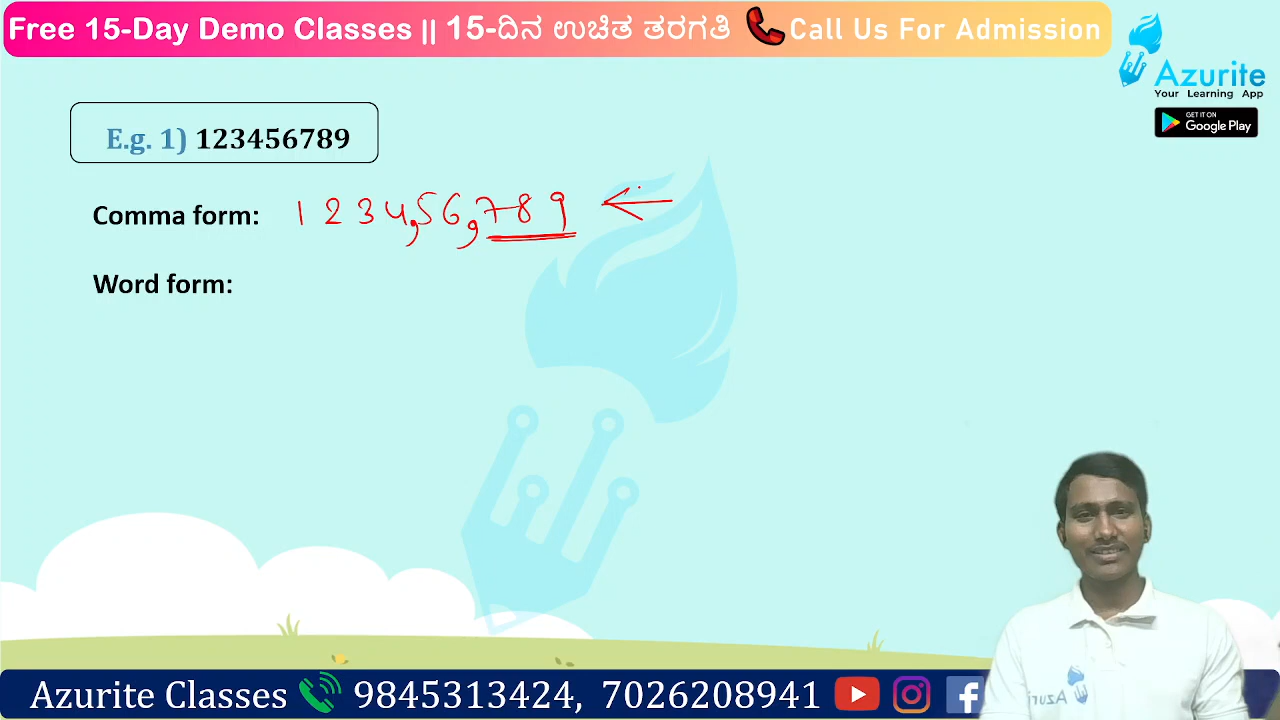 Free 15-Day Demo Classes || 15-ದಿನ ಉಚಿತ ತರಗತಿ Call Us For Admission
Azurite
Your Learning App
GET IT ON
Google Play
E.g. 1) 123456789
Comma form: 1234,56,789
Word form:
Azurite Classes 9845313424, 7026208941